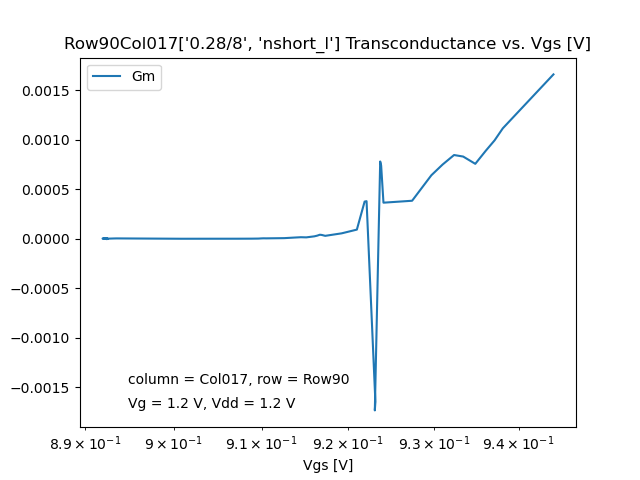 Row90Col017['0.28/8', 'nshort_l'] Transconductance vs. Vgs [V]
Gm
0.0015
0.0010
0.0005
0.0000
−0.0005
−0.0010
−0.0015
column = Col017, row = Row90
Vg = 1.2 V, Vdd = 1.2 V
8.9 × 10⁻¹ 9 × 10⁻¹ 9.1 × 10⁻¹ 9.2 × 10⁻¹ 9.3 × 10⁻¹ 9.4 × 10⁻¹
Vgs [V]